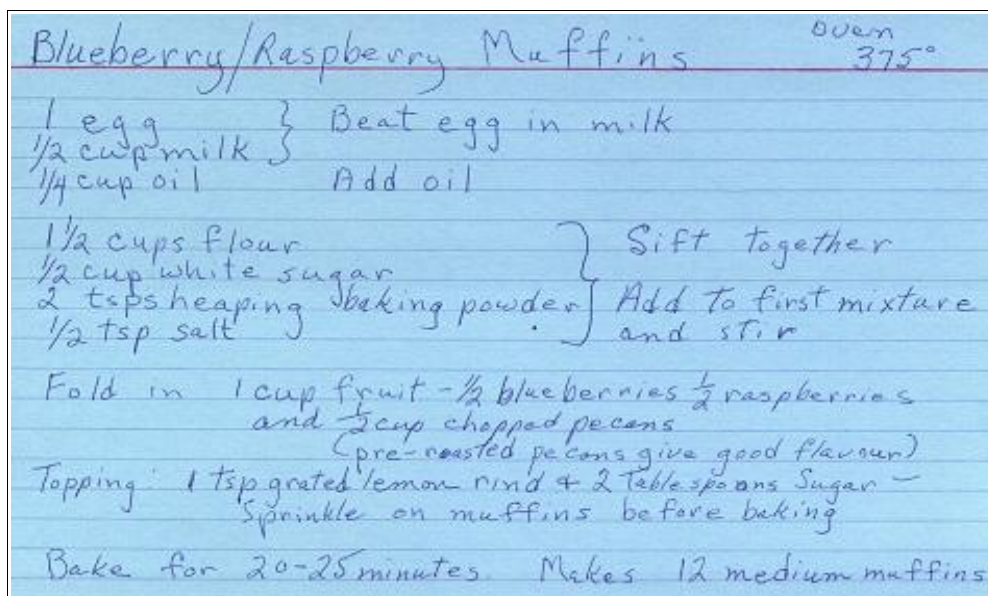 Blueberry/Raspberry Muffins Oven 375°
1 egg } Beat egg in milk
1/2 cup milk
1/4 cup oil Add oil
1 1/2 cups flour } Sift together
1/2 cup white sugar
2 tsps heaping baking powder Add to first mixture
1/2 tsp salt and stir
Fold in 1 cup fruit - 1/2 blueberries 1/2 raspberries
and 1/2 cup chopped pecans
(pre-roasted pecans give good flavour)
Topping: 1 tsp grated lemon rind & 2 Tablespoons Sugar —
Sprinkle on muffins before baking
Bake for 20-25 minutes. Makes 12 medium muffins